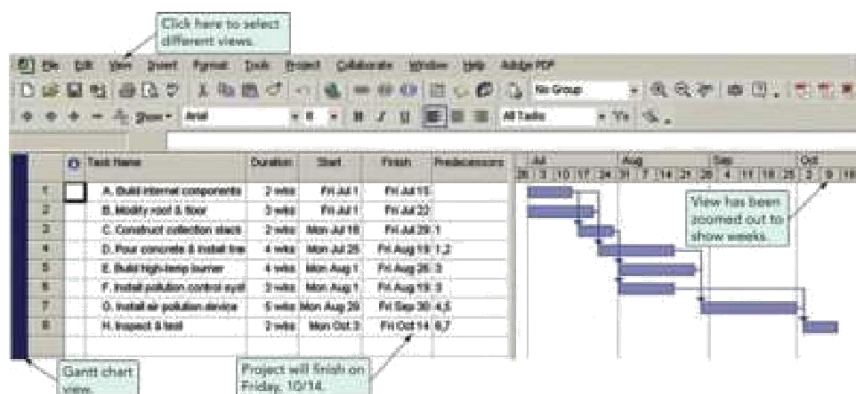 Click here to select
different views.
File Edit View Insert Format Tools Project Collaborate Window Help Adobe PDF
No Group
Show Arial 8 B I U All Tasks
Task Name Duration Start Finish Predecessors Jul Aug Sep Oct
26 3 10 17 24 31 7 14 21 28 4 11 18 25 2 9 16
1 A. Build internal components 2 wks Fri Jul 1 Fri Jul 15
2 B. Modify roof & floor 3 wks Fri Jul 1 Fri Jul 22
3 C. Construct collection stack 2 wks Mon Jul 18 Fri Jul 29 1
4 D. Pour concrete & install 4 wks Mon Jul 25 Fri Aug 19 1,2
5 E. Build high-temp burner 4 wks Mon Aug 1 Fri Aug 26 3
6 F. Install pollution control 3 wks Mon Aug 1 Fri Aug 19 3
7 G. Install air pollution device 5 wks Mon Aug 29 Fri Sep 30 4,5
8 H. Inspect & test 2 wks Mon Oct 3 Fri Oct 14 6,7
View has been
zoomed out to
show weeks.
Gantt chart
view.
Project will finish on
Friday, 10/14.